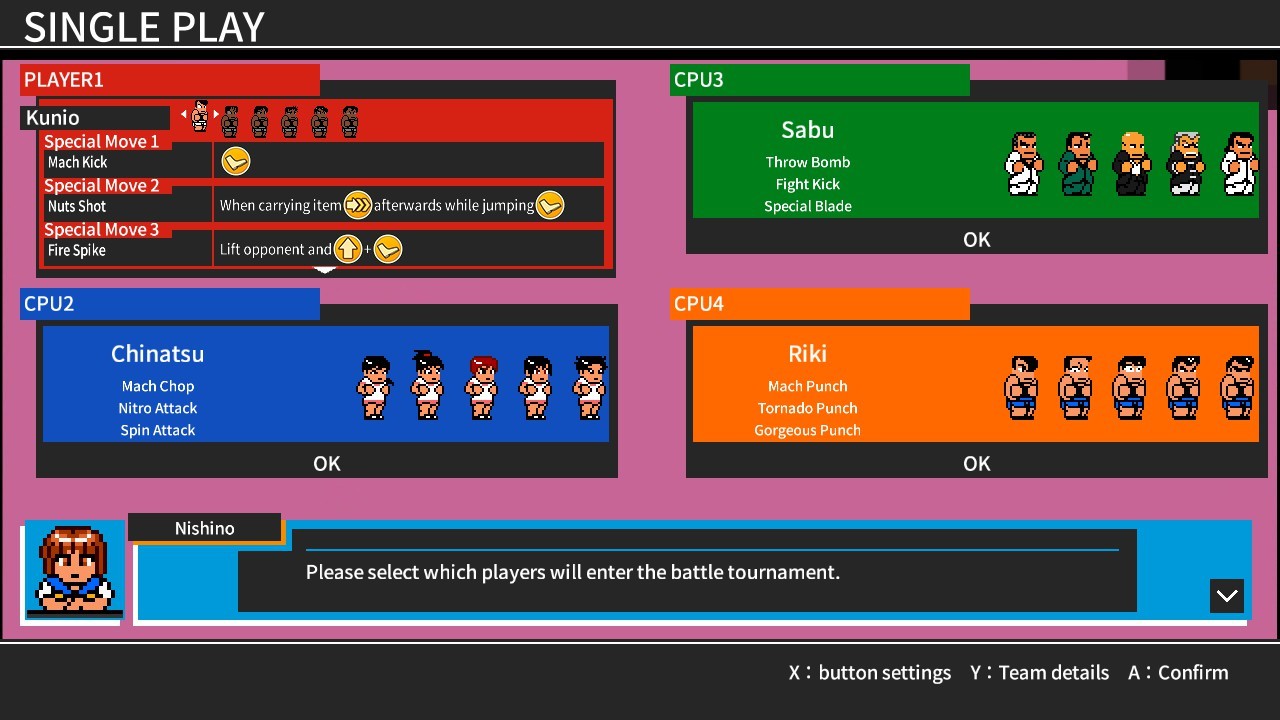 SINGLE PLAY
PLAYER1
Kunio
Special Move 1
Mach Kick
Special Move 2
Nuts Shot
When carrying item afterwards while jumping
Special Move 3
Fire Spike
Lift opponent and +
CPU3
Sabu
Throw Bomb
Fight Kick
Special Blade
OK
CPU2
Chinatsu
Mach Chop
Nitro Attack
Spin Attack
OK
CPU4
Riki
Mach Punch
Tornado Punch
Gorgeous Punch
OK
Nishino
Please select which players will enter the battle tournament.
X：button settings Y：Team details A：Confirm